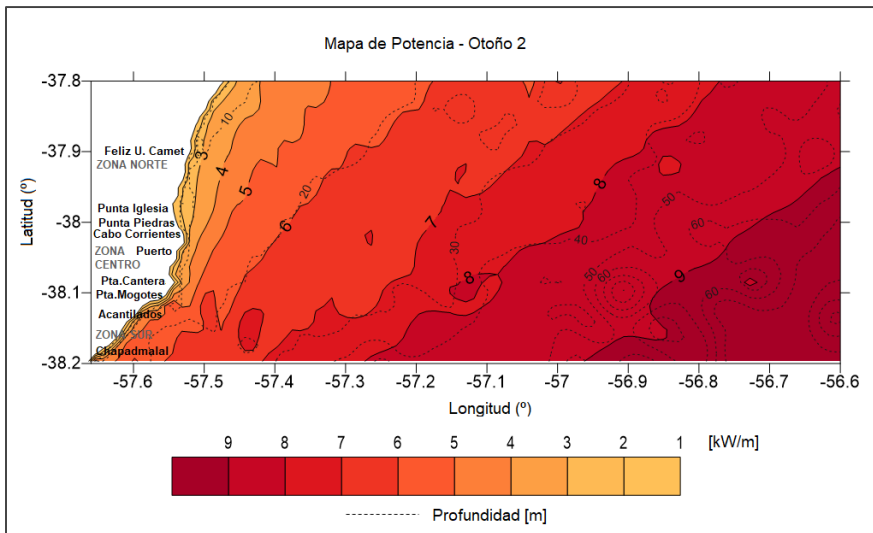 Mapa de Potencia - Otoño 2
-37.8
-37.9
-38
-38.1
-38.2
Latitud (º)
Feliz U. Camet
ZONA NORTE
Punta Iglesia
Punta Piedras
Cabo Corrientes
ZONA Puerto
CENTRO
Pta.Cantera
Pta.Mogotes
Acantilados
ZONA SUR
Chapadmalal
10
3
4
5
20
6
7
30
8
8
40
50
60
50
60
9
60
-57.6 -57.5 -57.4 -57.3 -57.2 -57.1 -57 -56.9 -56.8 -56.7 -56.6
Longitud (º)
9 8 7 6 5 4 3 2 1 [kW/m]
Profundidad [m]